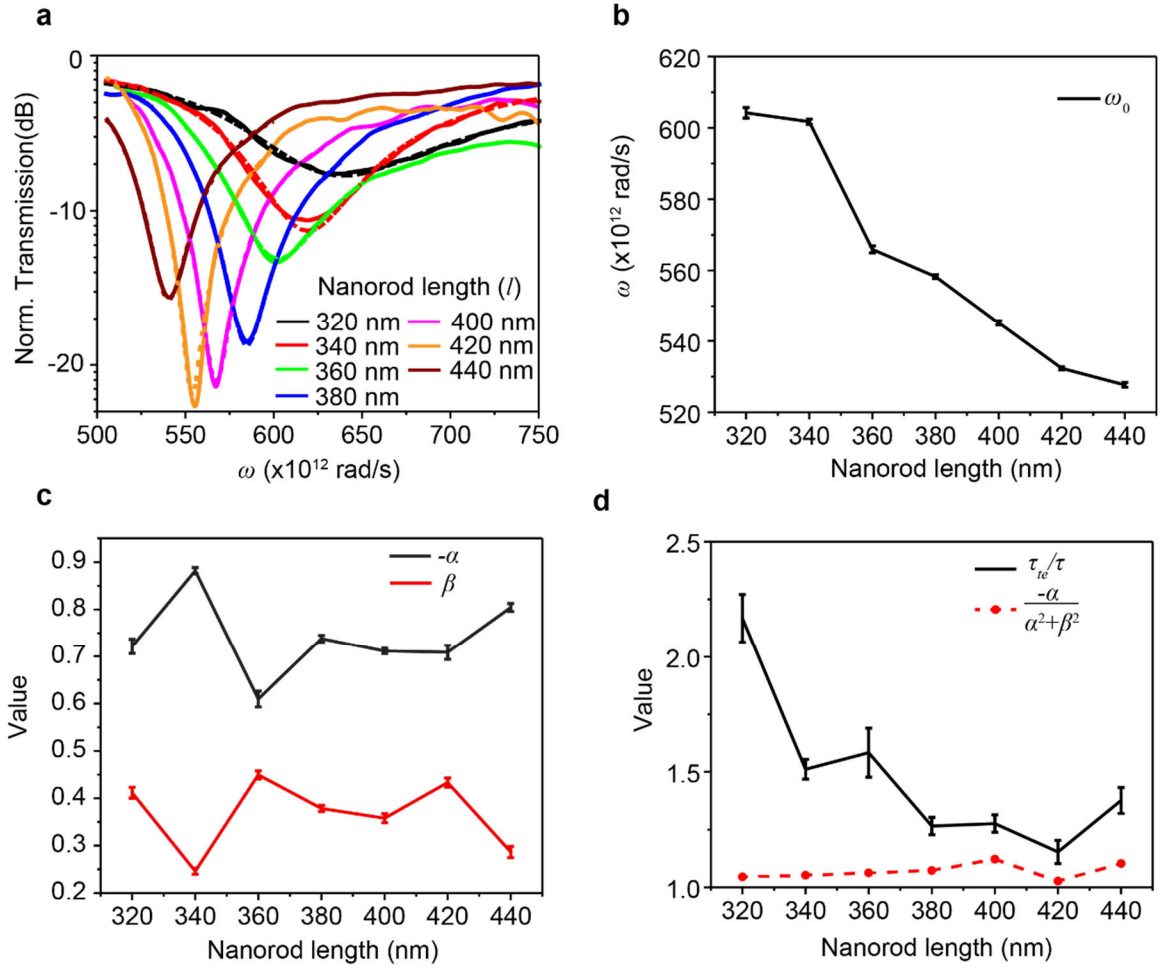 a
0
-10
-20
Norm. Transmission(dB)
Nanorod length (l)
320 nm
400 nm
340 nm
420 nm
360 nm
440 nm
380 nm
500
550
600
650
700
750
ω (x10¹² rad/s)
b
620
600
580
560
540
520
ω (x10¹² rad/s)
ω₀
320
340
360
380
400
420
440
Nanorod length (nm)
c
0.9
0.8
0.7
0.6
0.5
0.4
0.3
0.2
Value
-α
β
320
340
360
380
400
420
440
Nanorod length (nm)
d
2.5
2.0
1.5
1.0
Value
τte/τ
-α
α²+β²
320
340
360
380
400
420
440
Nanorod length (nm)